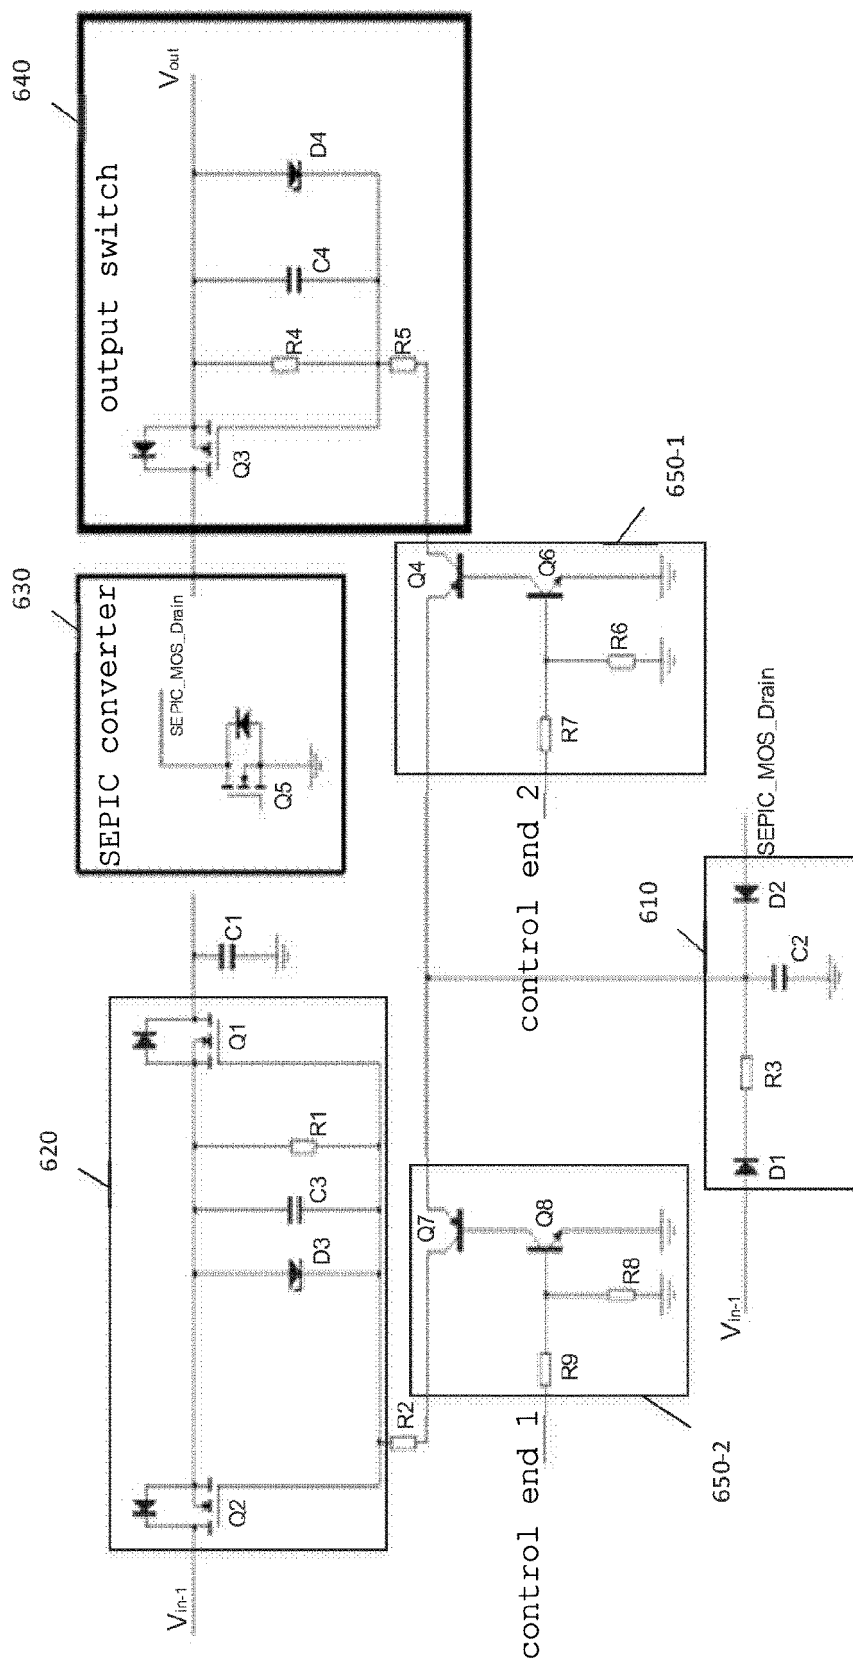 620
630
640
SEPIC converter
output switch
Vin-1
Q2
D3
C3
R1
Q1
C1
SEPIC_MOS_Drain
Q5
Q3
R4
C4
D4
Vout
R2
R5
control end 1
R9
R8
Q7
Q8
650-2
control end 2
R7
R6
Q4
Q6
650-1
610
Vin-1
D1
R3
C2
D2
SEPIC_MOS_Drain